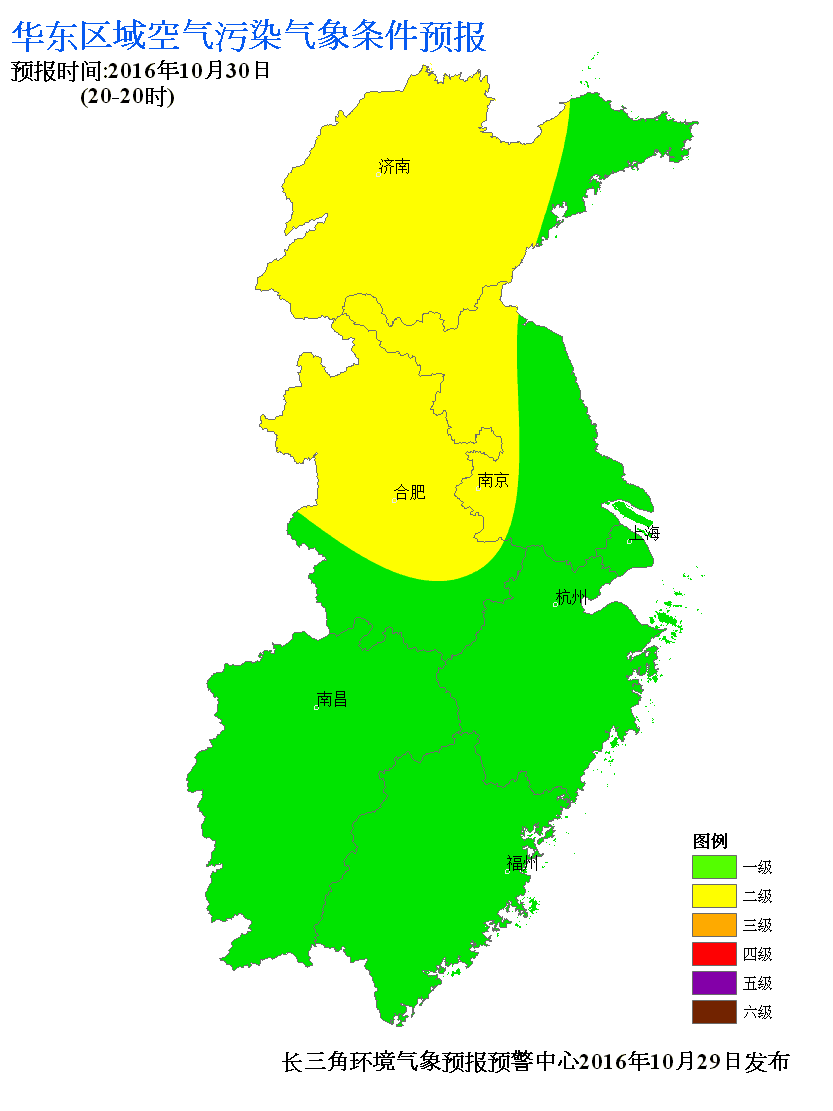 华东区域空气污染气象条件预报
预报时间:2016年10月30日
(20-20时)
济南
南京
合肥
上海
杭州
南昌
福州
图例
一级
二级
三级
四级
五级
六级
长三角环境气象预报预警中心2016年10月29日发布